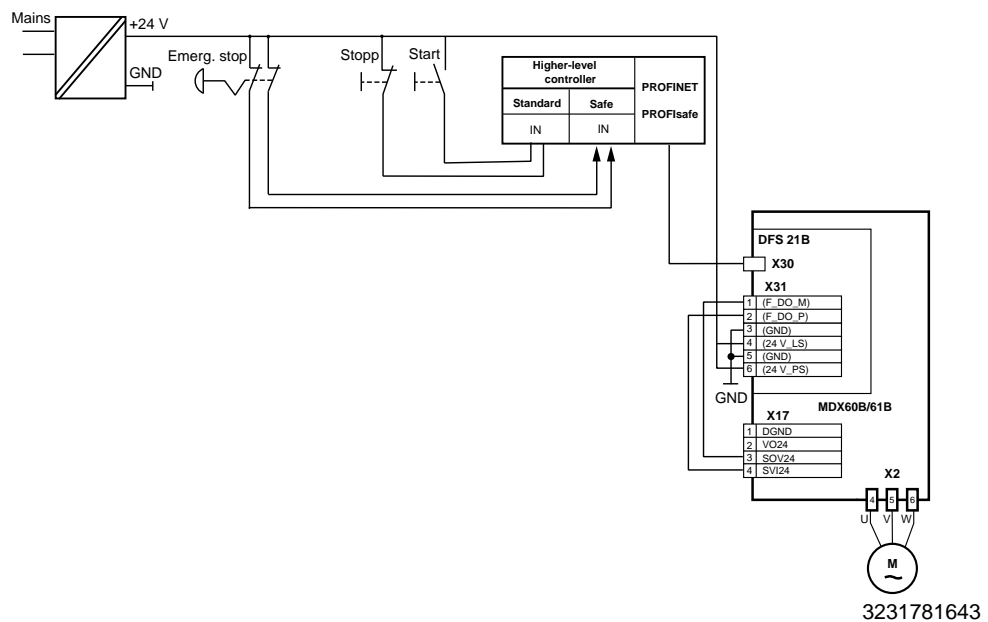 Mains
+24 V
GND
Emerg. stop
Stopp
Start
Higher-level
controller
Standard
Safe
IN
IN
PROFINET
PROFIsafe
DFS 21B
X30
X31
1 (F_DO_M)
2 (F_DO_P)
3 (GND)
4 (24 V_LS)
5 (GND)
6 (24 V_PS)
GND
MDX60B/61B
X17
1 DGND
2 VO24
3 SOV24
4 SVI24
X2
4 5 6
U V W
M
3231781643